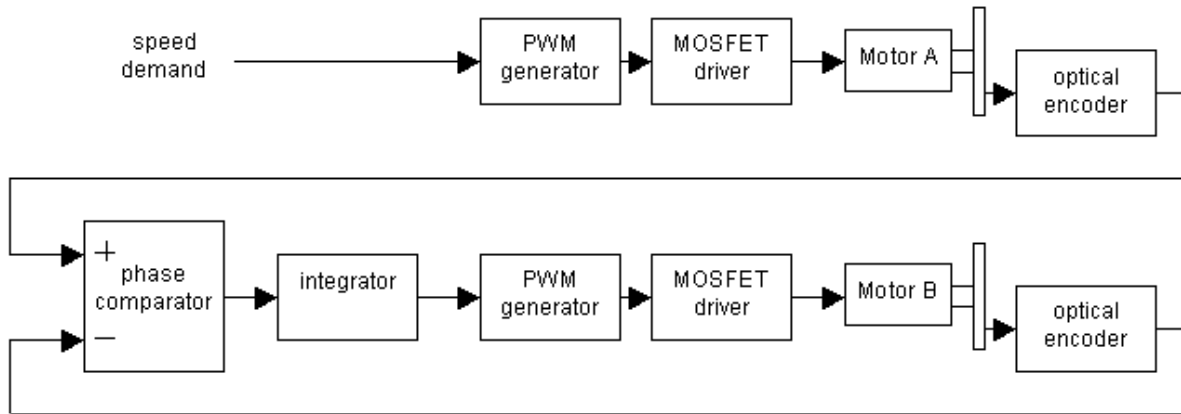 speed
demand
PWM
generator
MOSFET
driver
Motor A
optical
encoder
+
phase
comparator
−
integrator
PWM
generator
MOSFET
driver
Motor B
optical
encoder